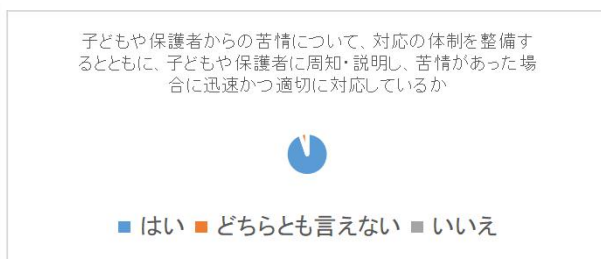 子どもや保護者からの苦情について、対応の体制を整備す
るとともに、子どもや保護者に周知・説明し、苦情があった場
合に迅速かつ適切に対応しているか
はい どちらとも言えない いいえ